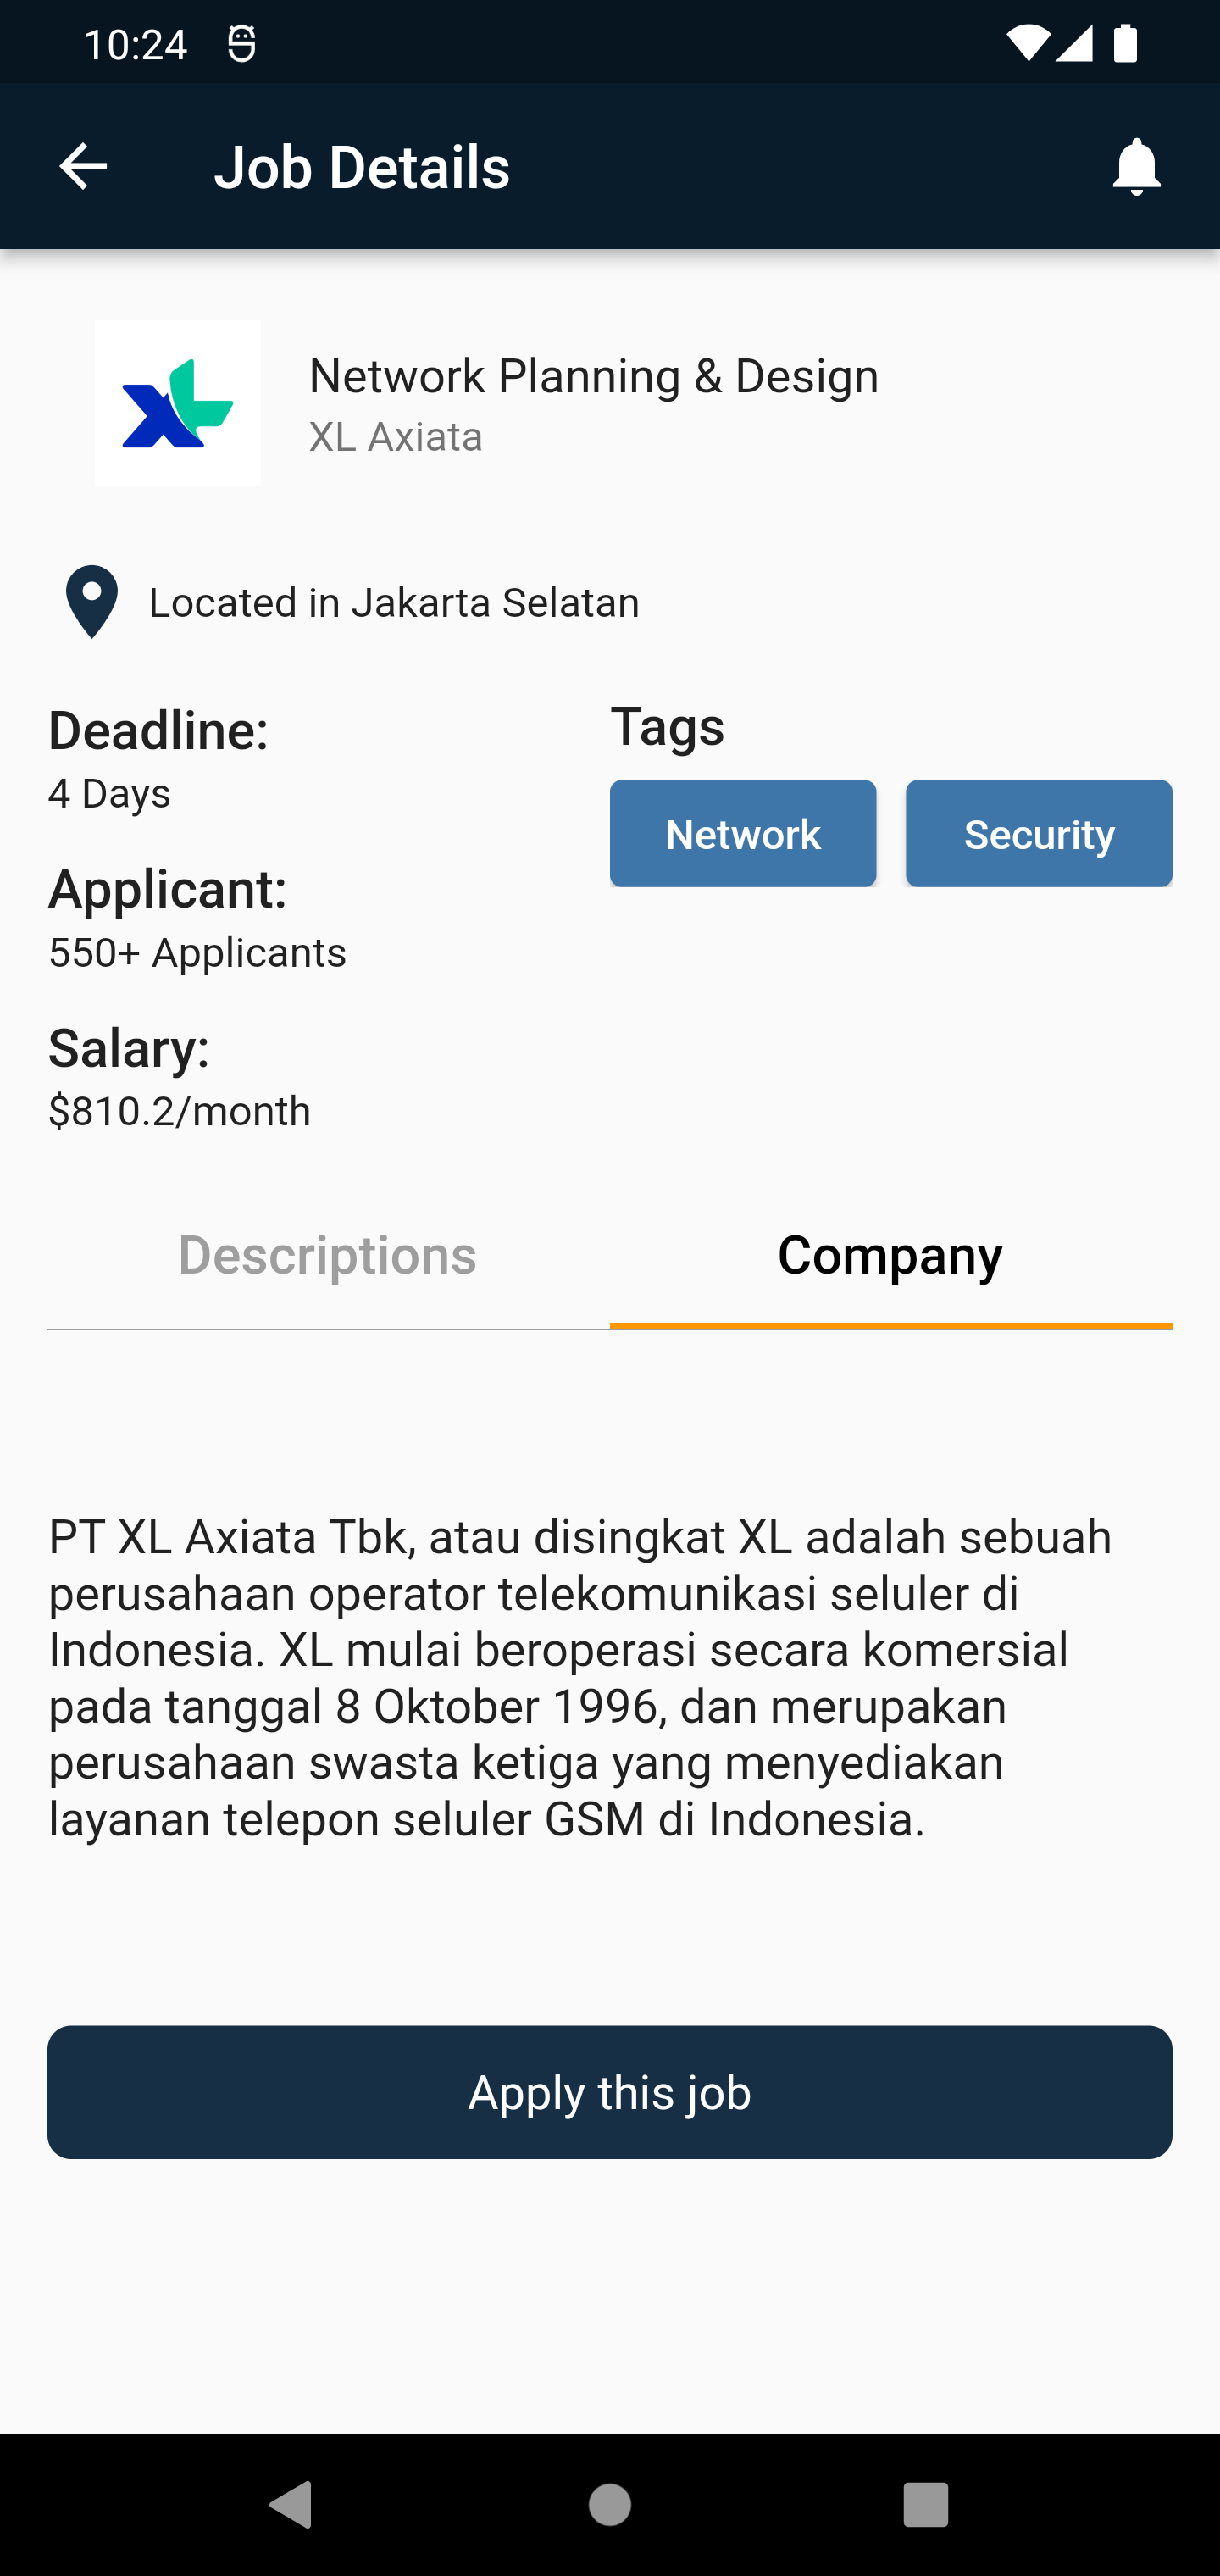 10:24
Job Details
XL
Network Planning & Design
XL Axiata
Located in Jakarta Selatan
Deadline:
4 Days
Applicant:
550+ Applicants
Salary:
$810.2/month
Tags
Network
Security
Descriptions
Company
PT XL Axiata Tbk, atau disingkat XL adalah sebuah
perusahaan operator telekomunikasi seluler di
Indonesia. XL mulai beroperasi secara komersial
pada tanggal 8 Oktober 1996, dan merupakan
perusahaan swasta ketiga yang menyediakan
layanan telepon seluler GSM di Indonesia.
Apply this job